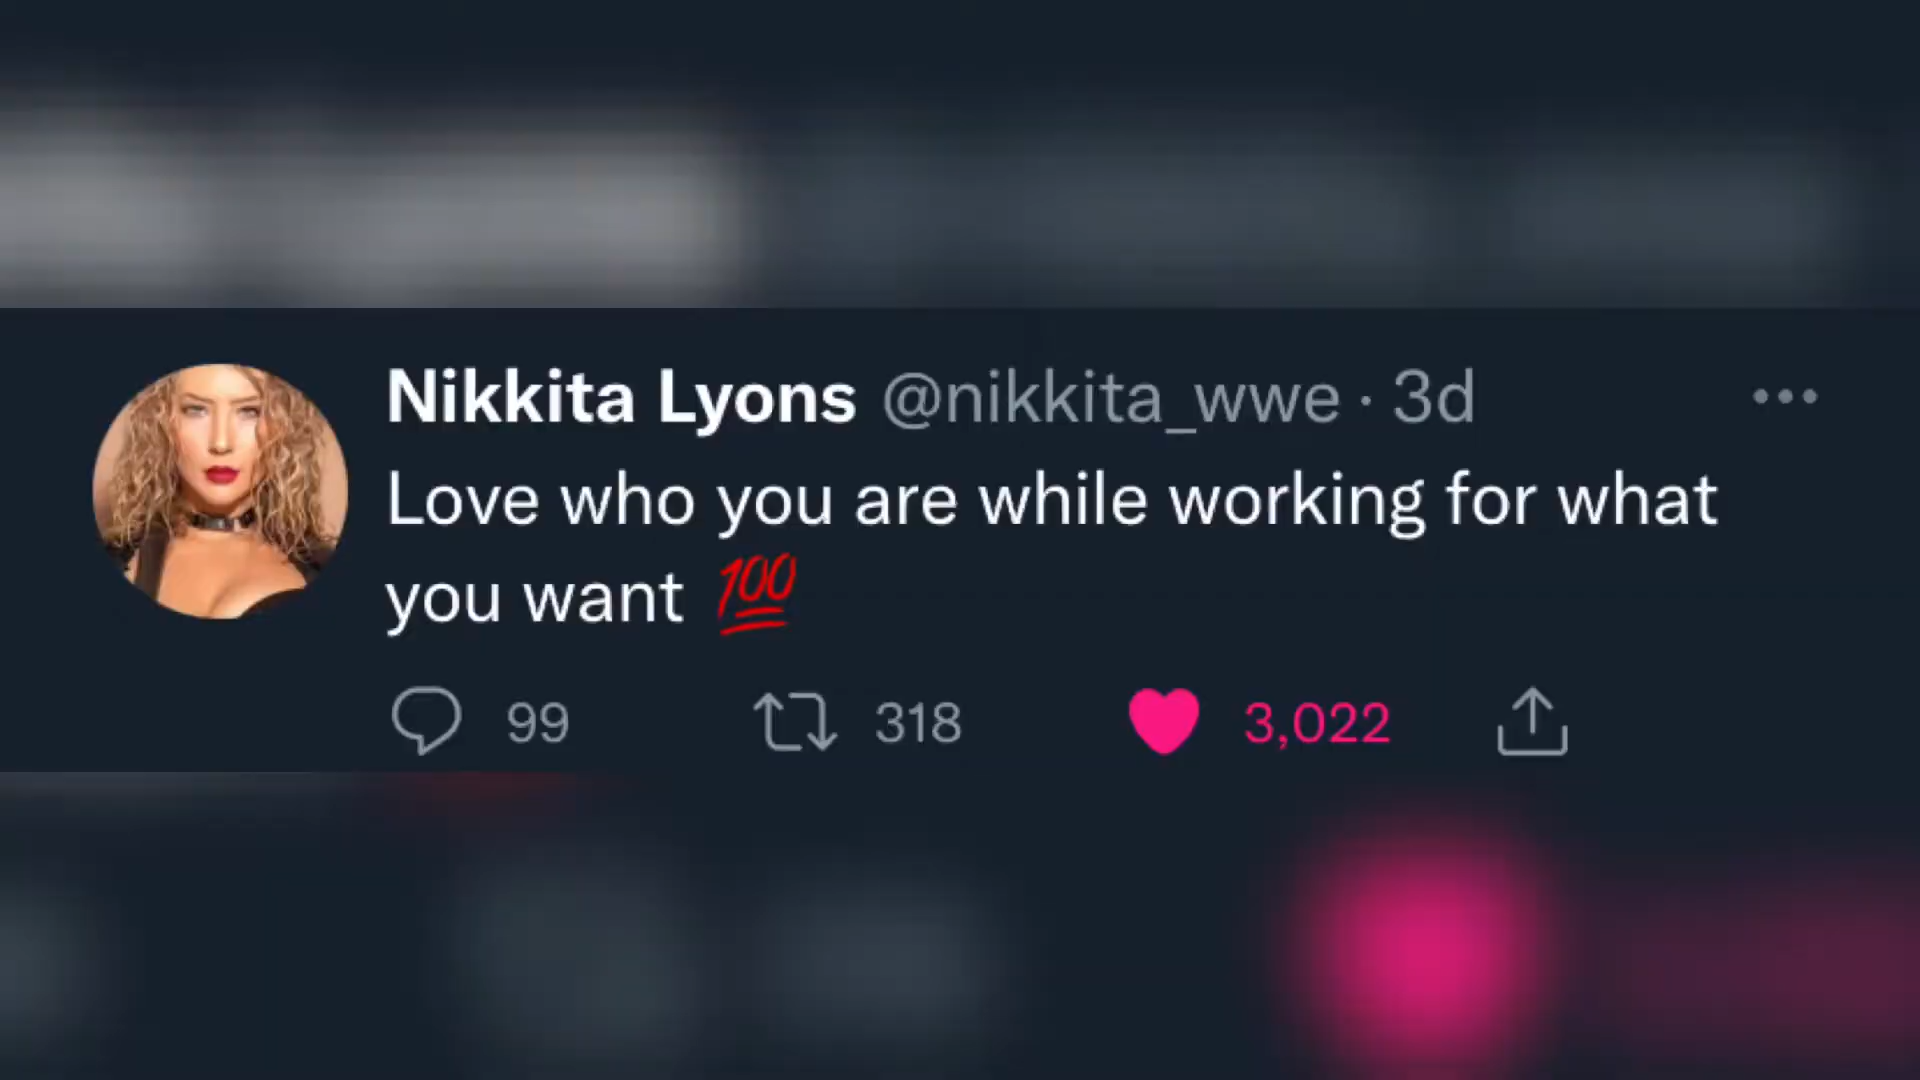 Nikkita Lyons @nikkita_wwe · 3d
Love who you are while working for what
you want 💯
99 318 3,022